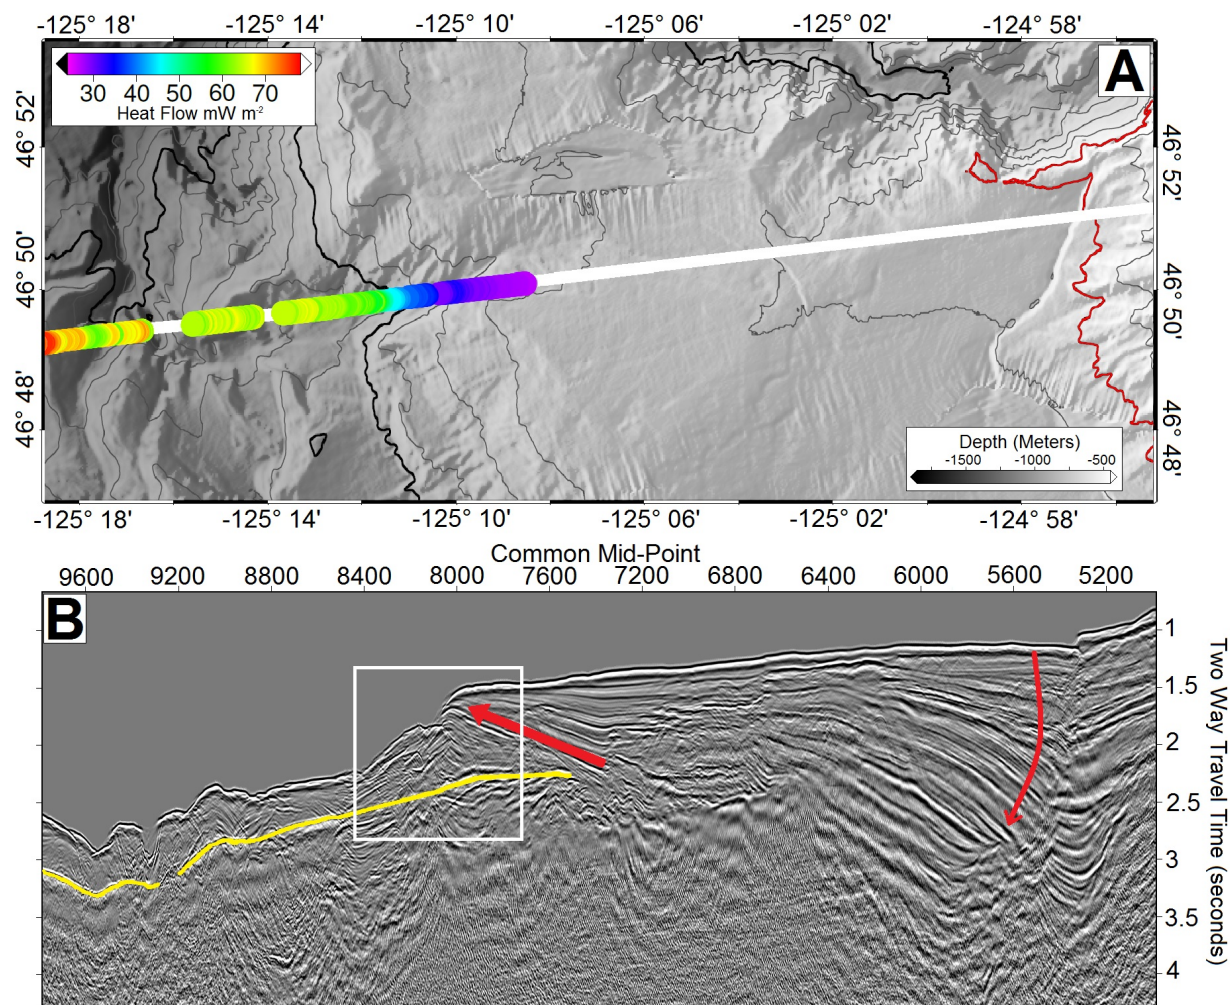 -125° 18' -125° 14' -125° 10' -125° 06' -125° 02' -124° 58'
A
30 40 50 60 70
Heat Flow mW m-2
46° 52'
46° 50'
46° 48'
46° 52'
46° 50'
46° 48'
Depth (Meters)
-1500 -1000 -500
-125° 18' -125° 14' -125° 10' -125° 06' -125° 02' -124° 58'
Common Mid-Point
9600 9200 8800 8400 8000 7600 7200 6800 6400 6000 5600 5200
B
1
1.5
2
2.5
3
3.5
4
Two Way Travel Time (seconds)